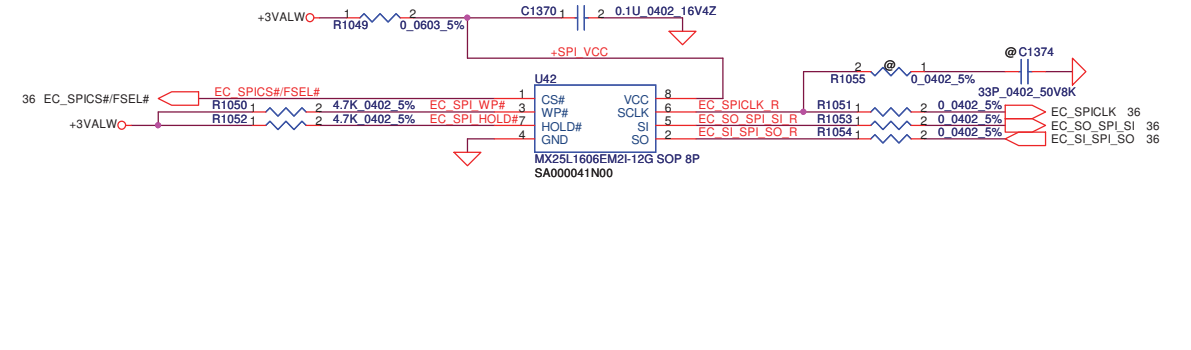 +3VALW 1 2 C1370 1 2 0.1U_0402_16V4Z
R1049 0_0603_5%
+SPI_VCC @ C1374
2 @ 1 1 2
R1055 0_0402_5%
33P_0402_50V8K
U42
36 EC_SPICS#/FSEL# EC_SPICS#/FSEL# 1 CS# VCC 8
R1050 1 2 4.7K_0402_5% EC_SPI_WP# 3 WP# SCLK 6 EC_SPICLK_R R1051 1 2 0_0402_5% EC_SPICLK 36
+3VALW R1052 1 2 4.7K_0402_5% EC_SPI_HOLD# 7 HOLD# SI 5 EC_SO_SPI_SI_R R1053 1 2 0_0402_5% EC_SO_SPI_SI 36
4 GND SO 2 EC_SI_SPI_SO_R R1054 1 2 0_0402_5% EC_SI_SPI_SO 36
MX25L1606EM2I-12G SOP 8P
SA000041N00